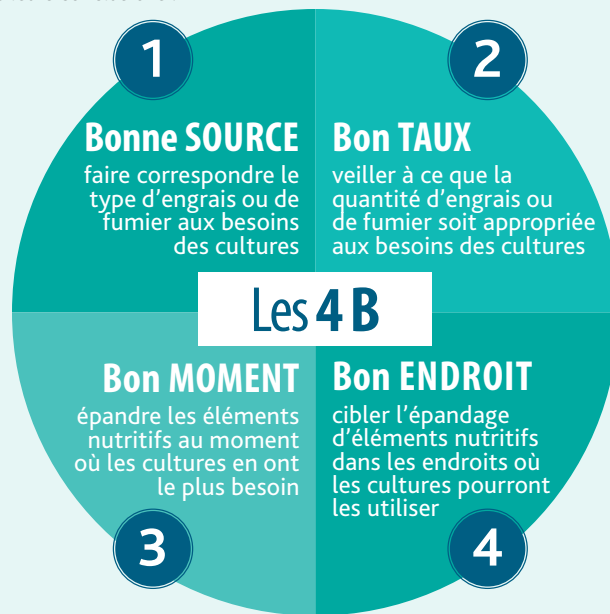 1
Bonne SOURCE
faire correspondre le
type d'engrais ou de
fumier aux besoins
des cultures
2
Bon TAUX
veiller à ce que la
quantité d'engrais ou
de fumier soit appropriée
aux besoins des cultures
Les 4 B
Bon MOMENT
épandre les éléments
nutritifs au moment
où les cultures en ont
le plus besoin
3
Bon ENDROIT
cibler l'épandage
d'éléments nutritifs
dans les endroits où
les cultures pourront
les utiliser
4